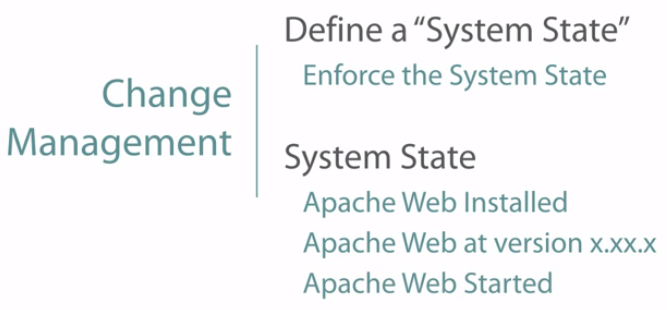 Change
Management
Define a “System State”
Enforce the System State
System State
Apache Web Installed
Apache Web at version x.xx.x
Apache Web Started